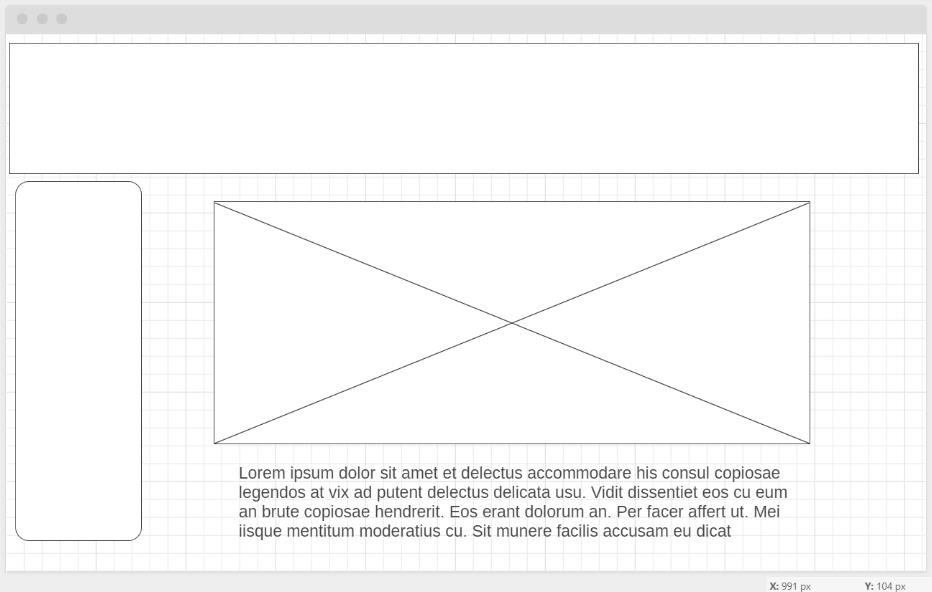 Lorem ipsum dolor sit amet et delectus accommodare his consul copiosae
legendos at vix ad putent delectus delicata usu. Vidit dissentiet eos cu eum
an brute copiosae hendrerit. Eos erant dolorum an. Per facer affert ut. Mei
iisque mentitum moderatius cu. Sit munere facilis accusam eu dicat
X: 991 px Y: 104 px